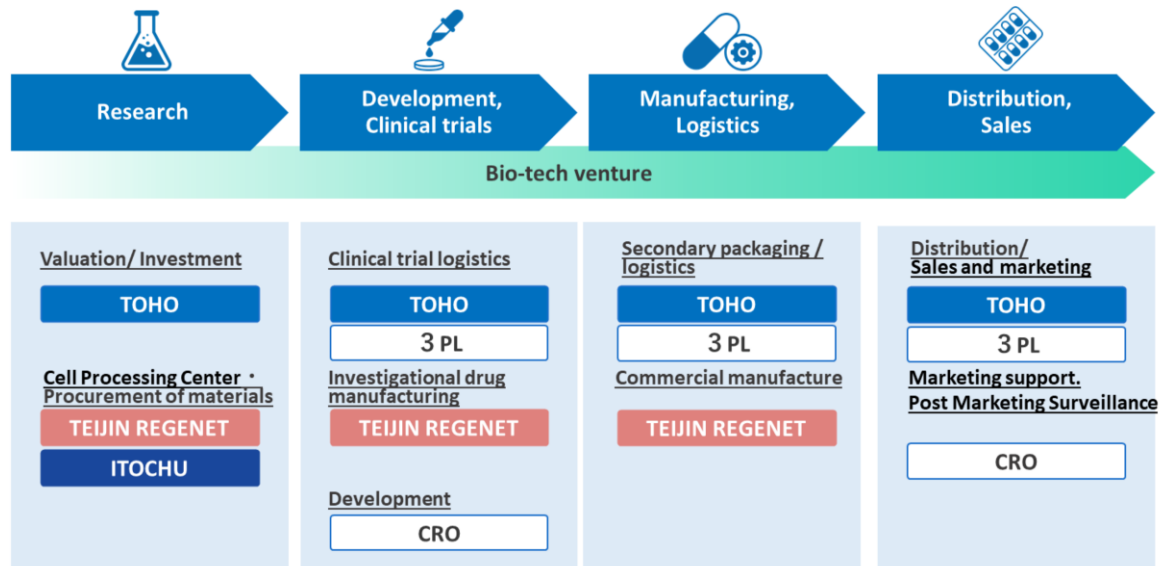 Research
Development,
Clinical trials
Manufacturing,
Logistics
Distribution,
Sales
Bio-tech venture
Valuation/ Investment
TOHO
Cell Processing Center・
Procurement of materials
TEIJIN REGENET
ITOCHU
Clinical trial logistics
TOHO
3 PL
Investigational drug
manufacturing
TEIJIN REGENET
Development
CRO
Secondary packaging /
logistics
TOHO
3 PL
Commercial manufacture
TEIJIN REGENET
Distribution/
Sales and marketing
TOHO
3 PL
Marketing support.
Post Marketing Surveillance
CRO